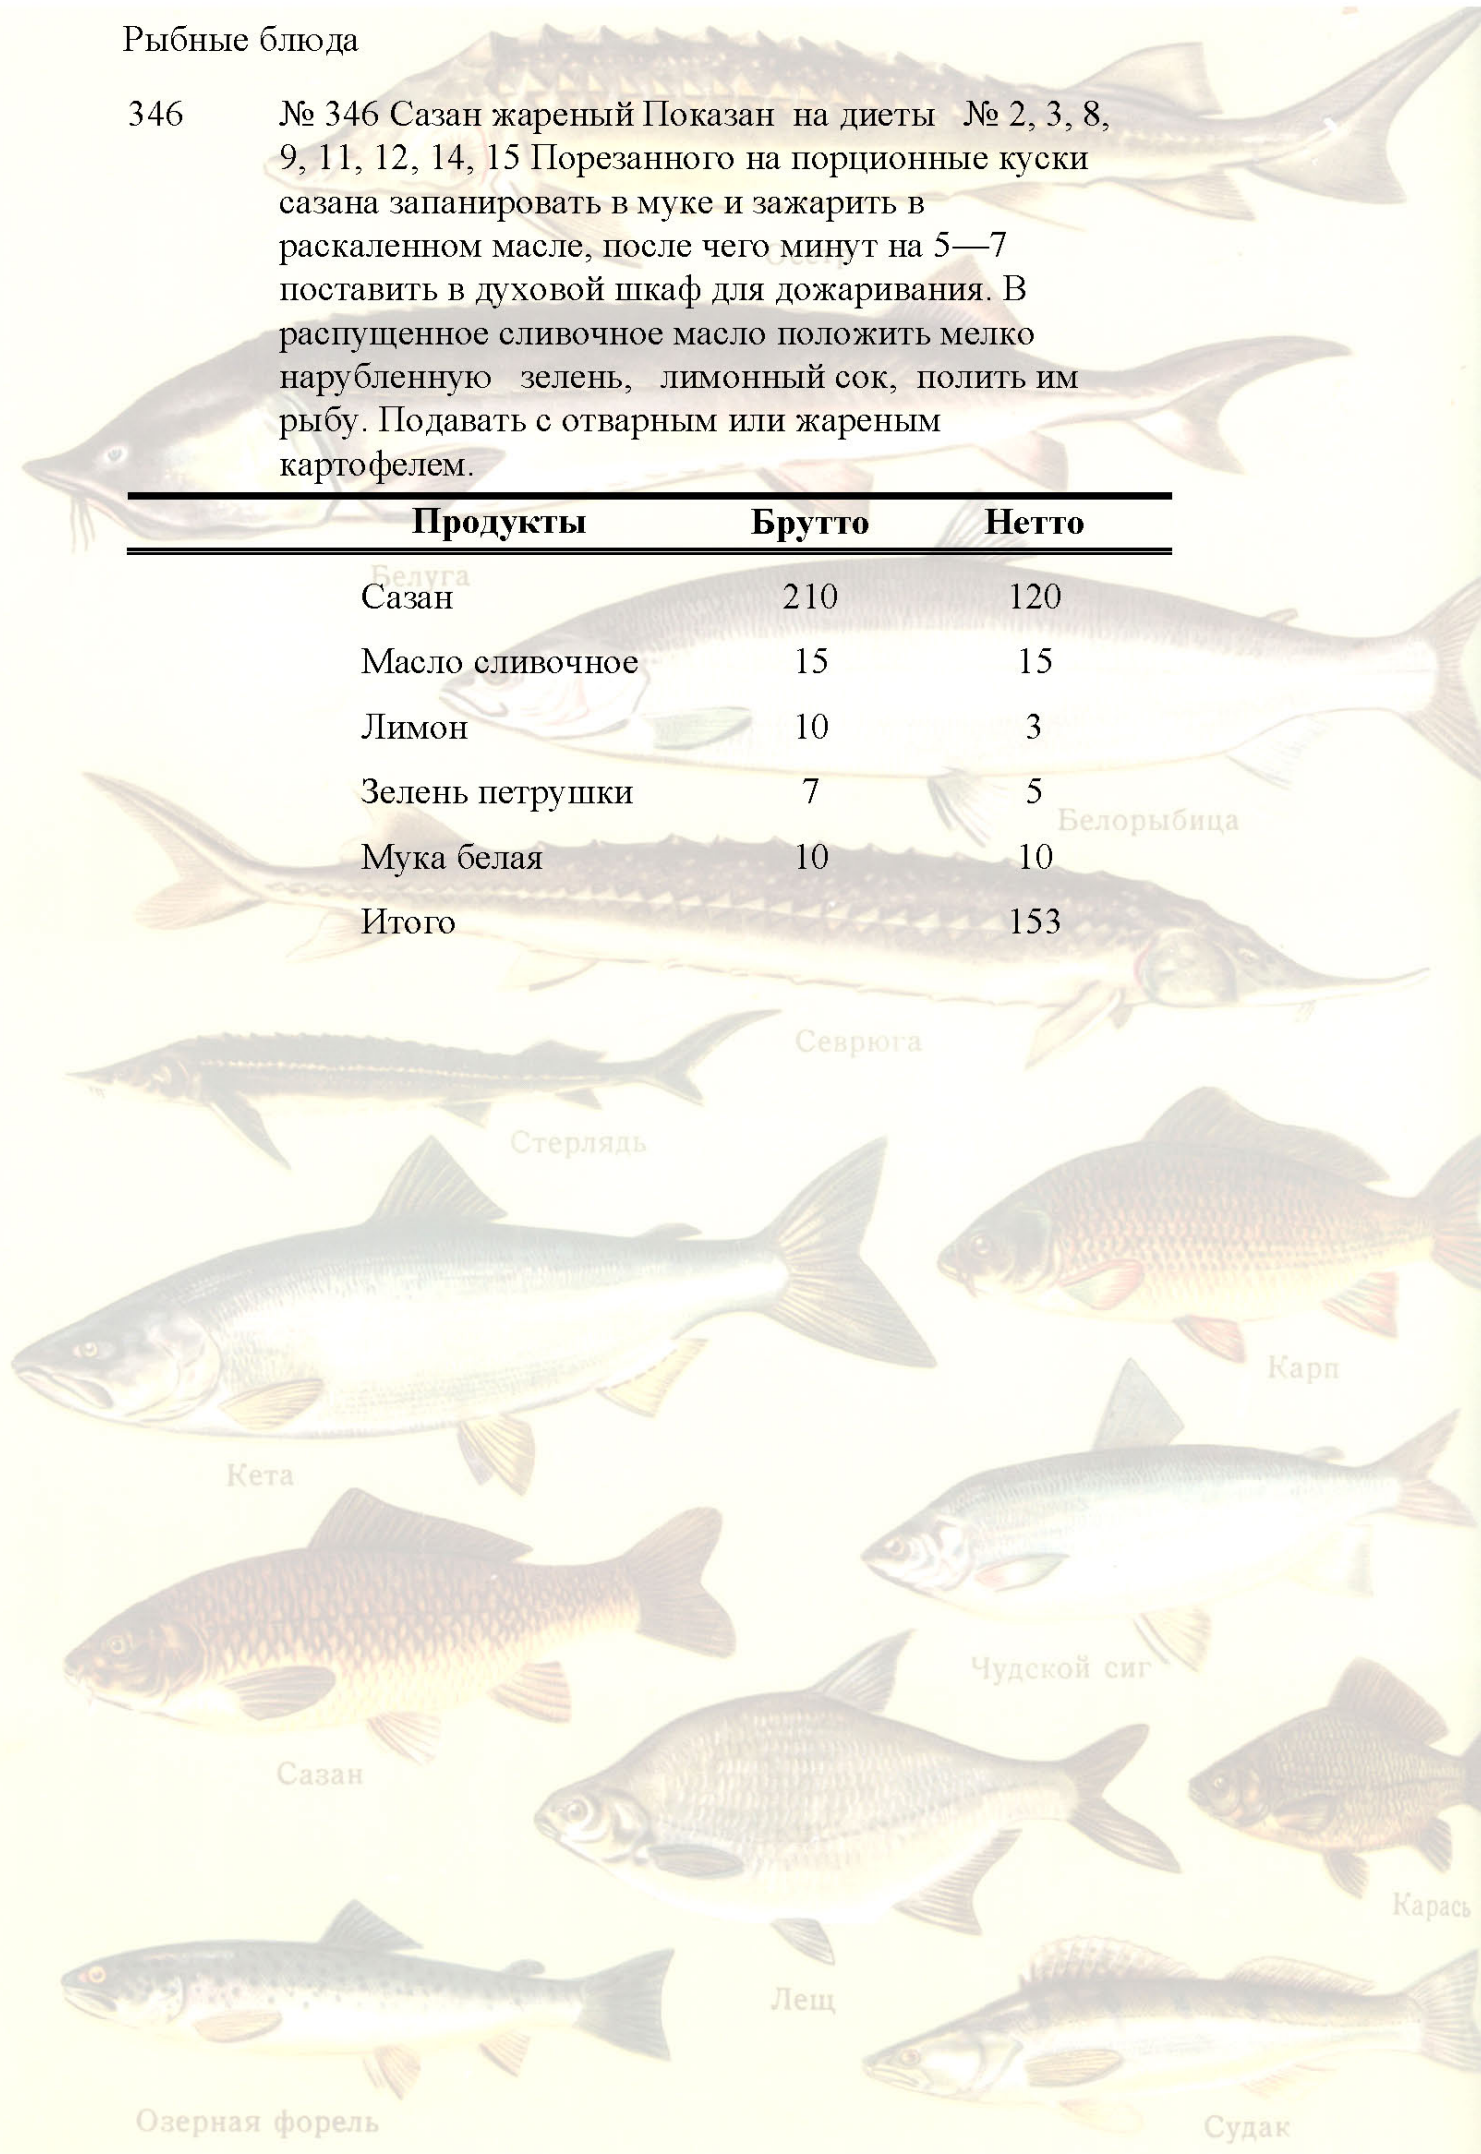 Рыбные блюда
346 № 346 Сазан жареный Показан на диеты № 2, 3, 8,
9, 11, 12, 14, 15 Порезанного на порционные куски
сазана запанировать в муке и зажарить в
раскаленном масле, после чего минут на 5—7
поставить в духовой шкаф для дожаривания. В
распущенное сливочное масло положить мелко
нарубленную зелень, лимонный сок, полить им
рыбу. Подавать с отварным или жареным
картофелем.
Продукты Брутто Нетто
Белуга
Сазан 210 120
Масло сливочное 15 15
Лимон 10 3
Зелень петрушки 7 5
Белорыбица
Мука белая 10 10
Итого 153
Севрюга
Стерлядь
Карп
Кета
Чудской сиг
Сазан
Карась
Лещ
Озерная форель
Судак